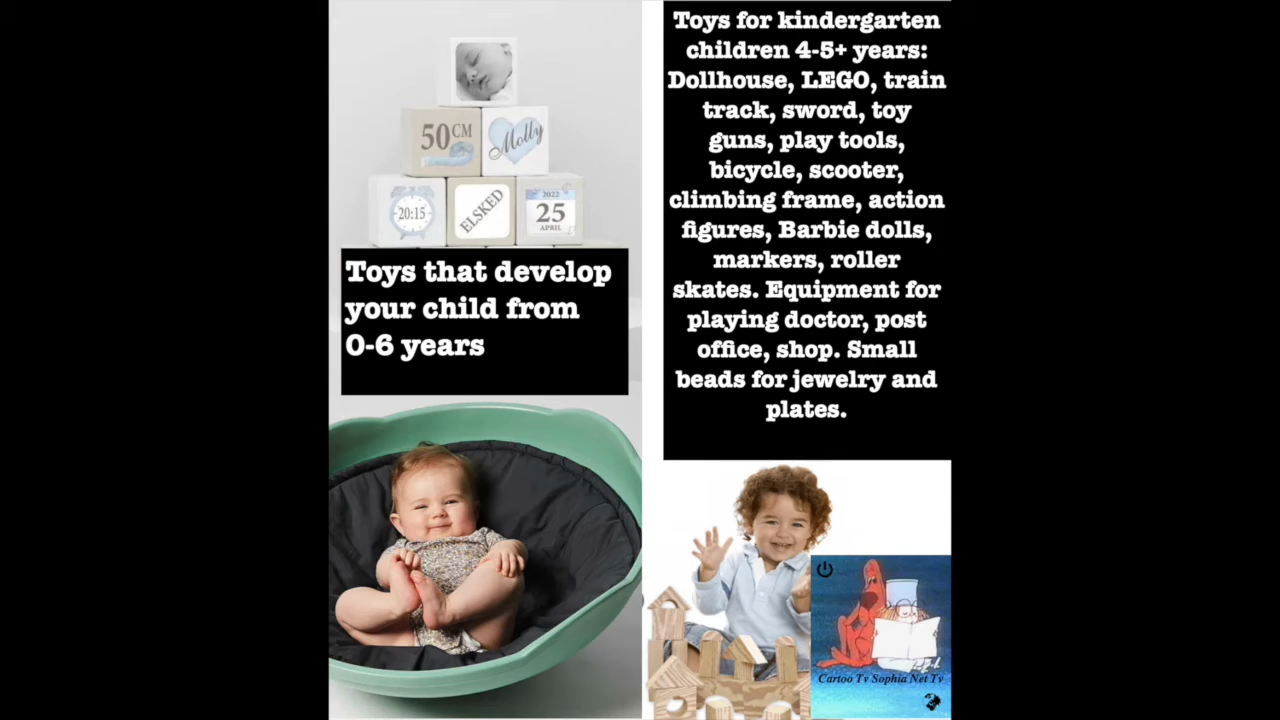 50CM
Molly
20:15
ELSKED
2022
25
APRIL
Toys that develop
your child from
0-6 years
Toys for kindergarten
children 4-5+ years:
Dollhouse, LEGO, train
track, sword, toy
guns, play tools,
bicycle, scooter,
climbing frame, action
figures, Barbie dolls,
markers, roller
skates. Equipment for
playing doctor, post
office, shop. Small
beads for jewelry and
plates.
Cartoo Tv Sophia Net Tv